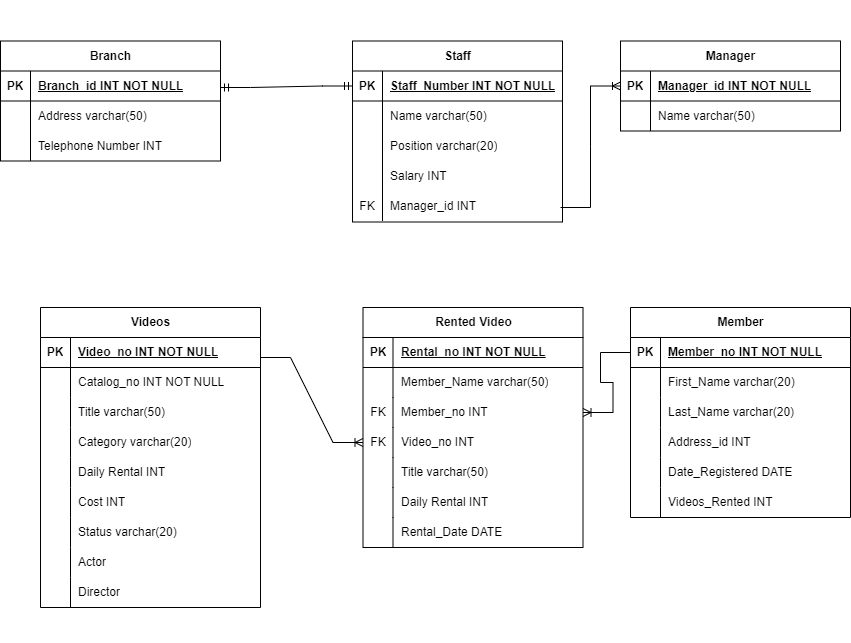 Branch
PK Branch_id INT NOT NULL
Address varchar(50)
Telephone Number INT
Staff
PK Staff_Number INT NOT NULL
Name varchar(50)
Position varchar(20)
Salary INT
FK Manager_id INT
Manager
PK Manager_id INT NOT NULL
Name varchar(50)
Videos
PK Video_no INT NOT NULL
Catalog_no INT NOT NULL
Title varchar(50)
Category varchar(20)
Daily Rental INT
Cost INT
Status varchar(20)
Actor
Director
Rented Video
PK Rental_no INT NOT NULL
Member_Name varchar(50)
FK Member_no INT
FK Video_no INT
Title varchar(50)
Daily Rental INT
Rental_Date DATE
Member
PK Member_no INT NOT NULL
First_Name varchar(20)
Last_Name varchar(20)
Address_id INT
Date_Registered DATE
Videos_Rented INT